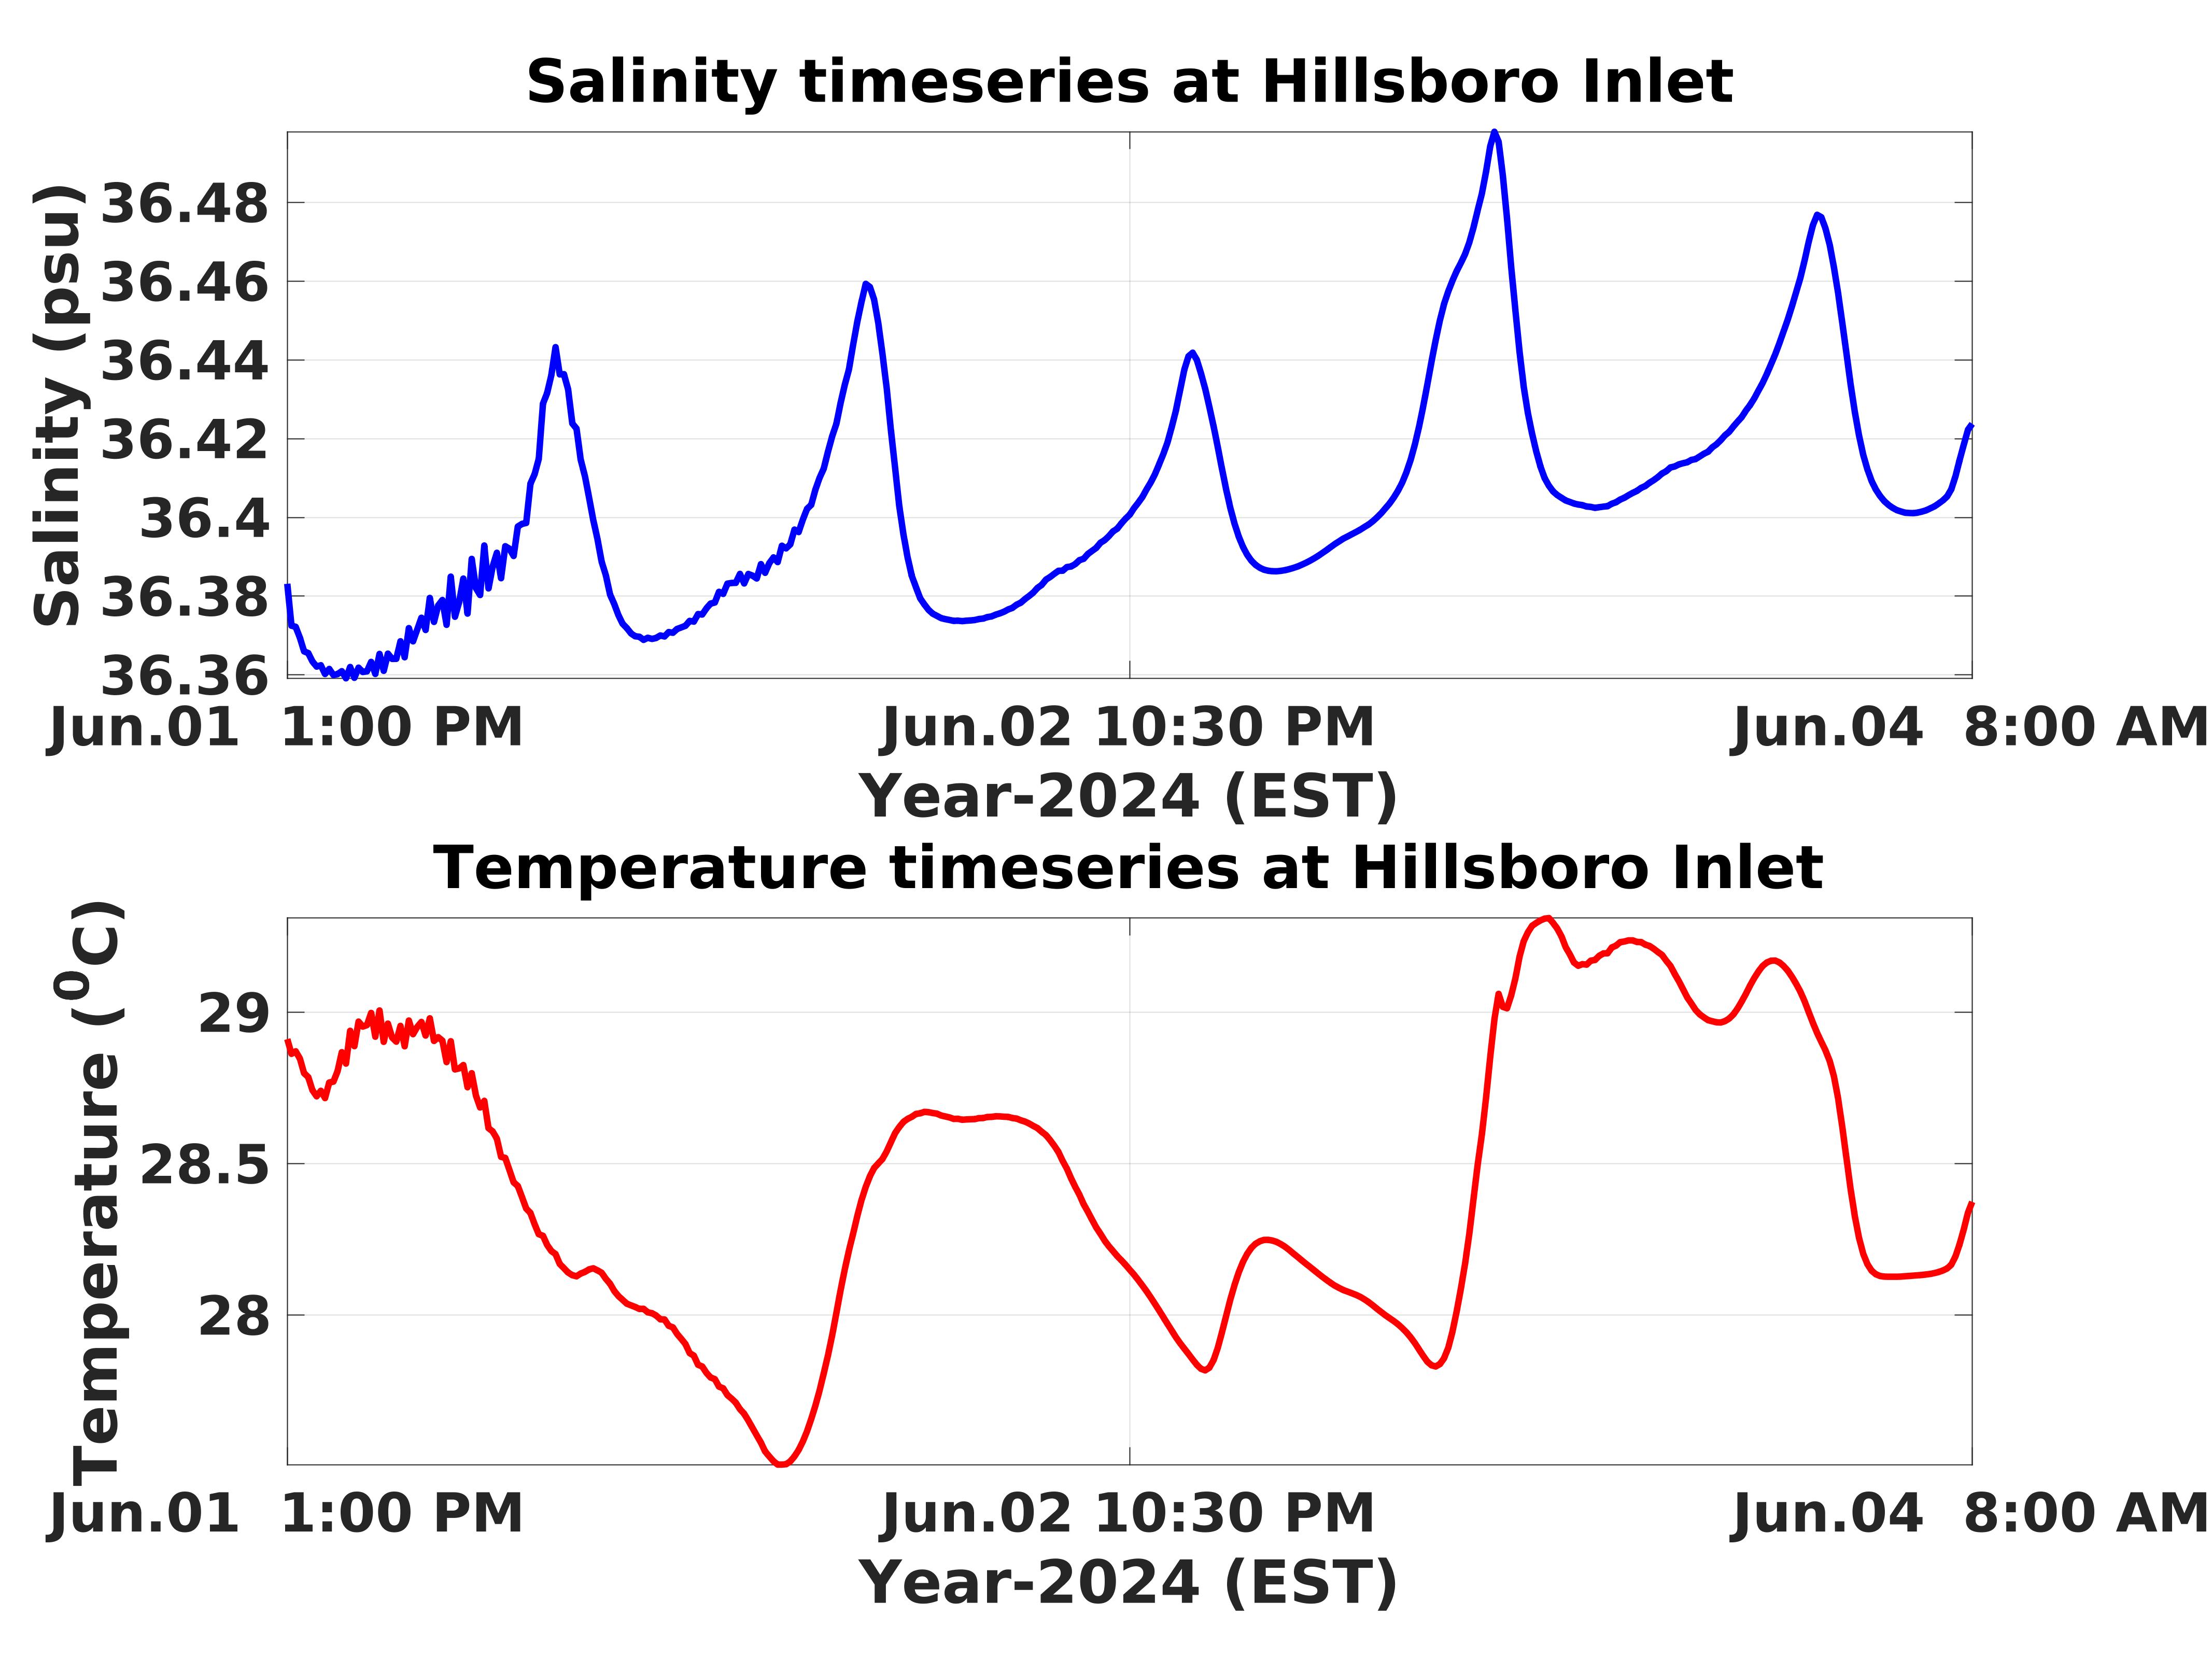 Salinity timeseries at Hillsboro Inlet
Salinity (psu)
36.48
36.46
36.44
36.42
36.4
36.38
36.36
Jun.01  1:00 PM
Jun.02 10:30 PM
Jun.04  8:00 AM
Year-2024 (EST)
Temperature timeseries at Hillsboro Inlet
Temperature (⁰C)
29
28.5
28
Jun.01  1:00 PM
Jun.02 10:30 PM
Jun.04  8:00 AM
Year-2024 (EST)